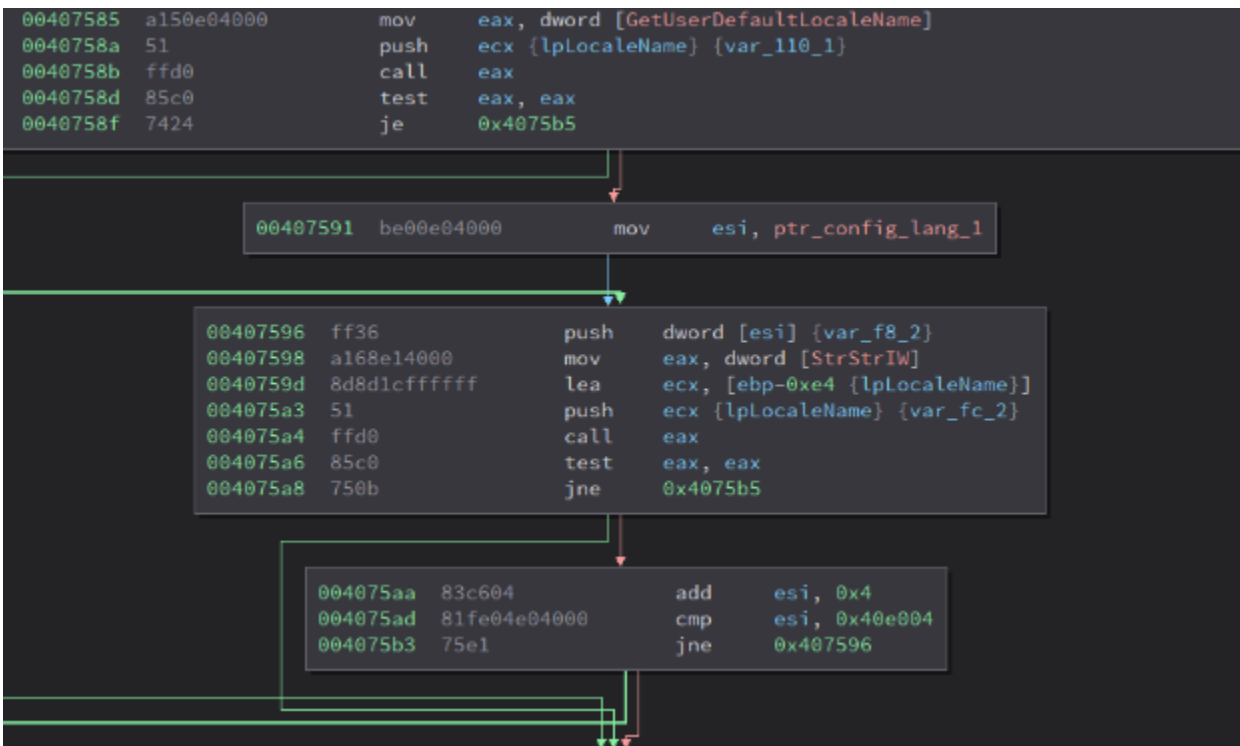 00407585 a150e04000 mov eax, dword [GetUserDefaultLocaleName]
0040758a 51 push ecx {lpLocaleName} {var_110_1}
0040758b ffd0 call eax
0040758d 85c0 test eax, eax
0040758f 7424 je 0x4075b5
00407591 be00e04000 mov esi, ptr_config_lang_1
00407596 ff36 push dword [esi] {var_f8_2}
00407598 a168e14000 mov eax, dword [StrStrIW]
0040759d 8d8d1cffffff lea ecx, [ebp-0xe4 {lpLocaleName}]
004075a3 51 push ecx {lpLocaleName} {var_fc_2}
004075a4 ffd0 call eax
004075a6 85c0 test eax, eax
004075a8 750b jne 0x4075b5
004075aa 83c604 add esi, 0x4
004075ad 81fe04e04000 cmp esi, 0x40e004
004075b3 75e1 jne 0x407596